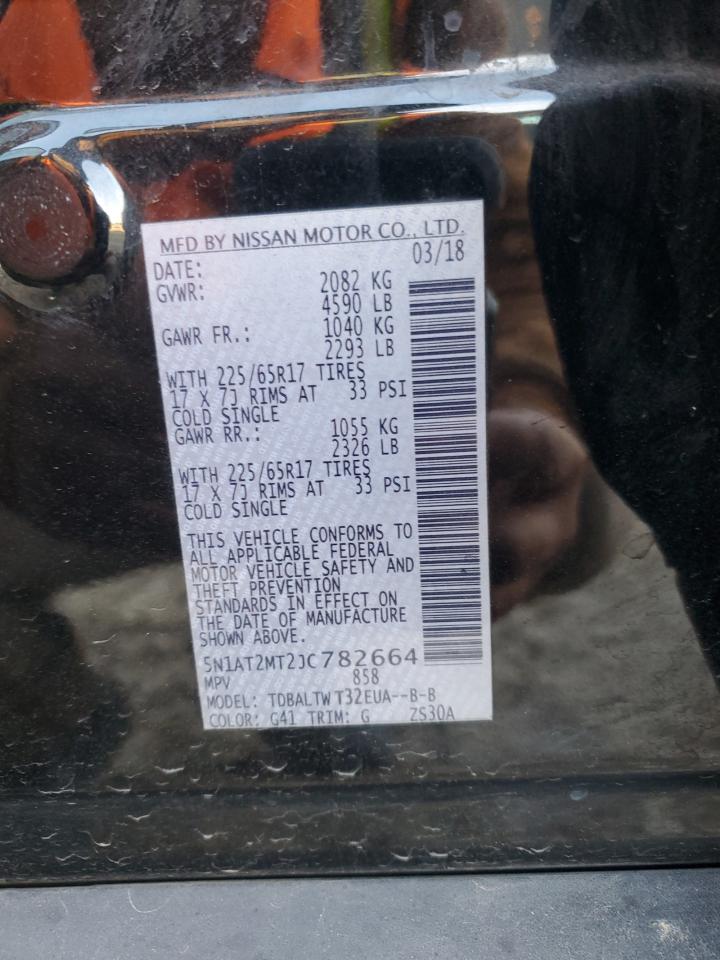 MFD BY NISSAN MOTOR CO., LTD.
DATE: 03/18
GVWR: 2082 KG
4590 LB
GAWR FR.: 1040 KG
2293 LB
WITH 225/65R17 TIRES
17 X 7J RIMS AT 33 PSI
COLD SINGLE
GAWR RR.: 1055 KG
2326 LB
WITH 225/65R17 TIRES
17 X 7J RIMS AT 33 PSI
COLD SINGLE
THIS VEHICLE CONFORMS TO
ALL APPLICABLE FEDERAL
MOTOR VEHICLE SAFETY AND
THEFT PREVENTION
STANDARDS IN EFFECT ON
THE DATE OF MANUFACTURE
SHOWN ABOVE.
5N1AT2MT2JC782664
MPV 858
MODEL: TDBALTW T32EUA--B-B
COLOR: G41 TRIM: G ZS30A